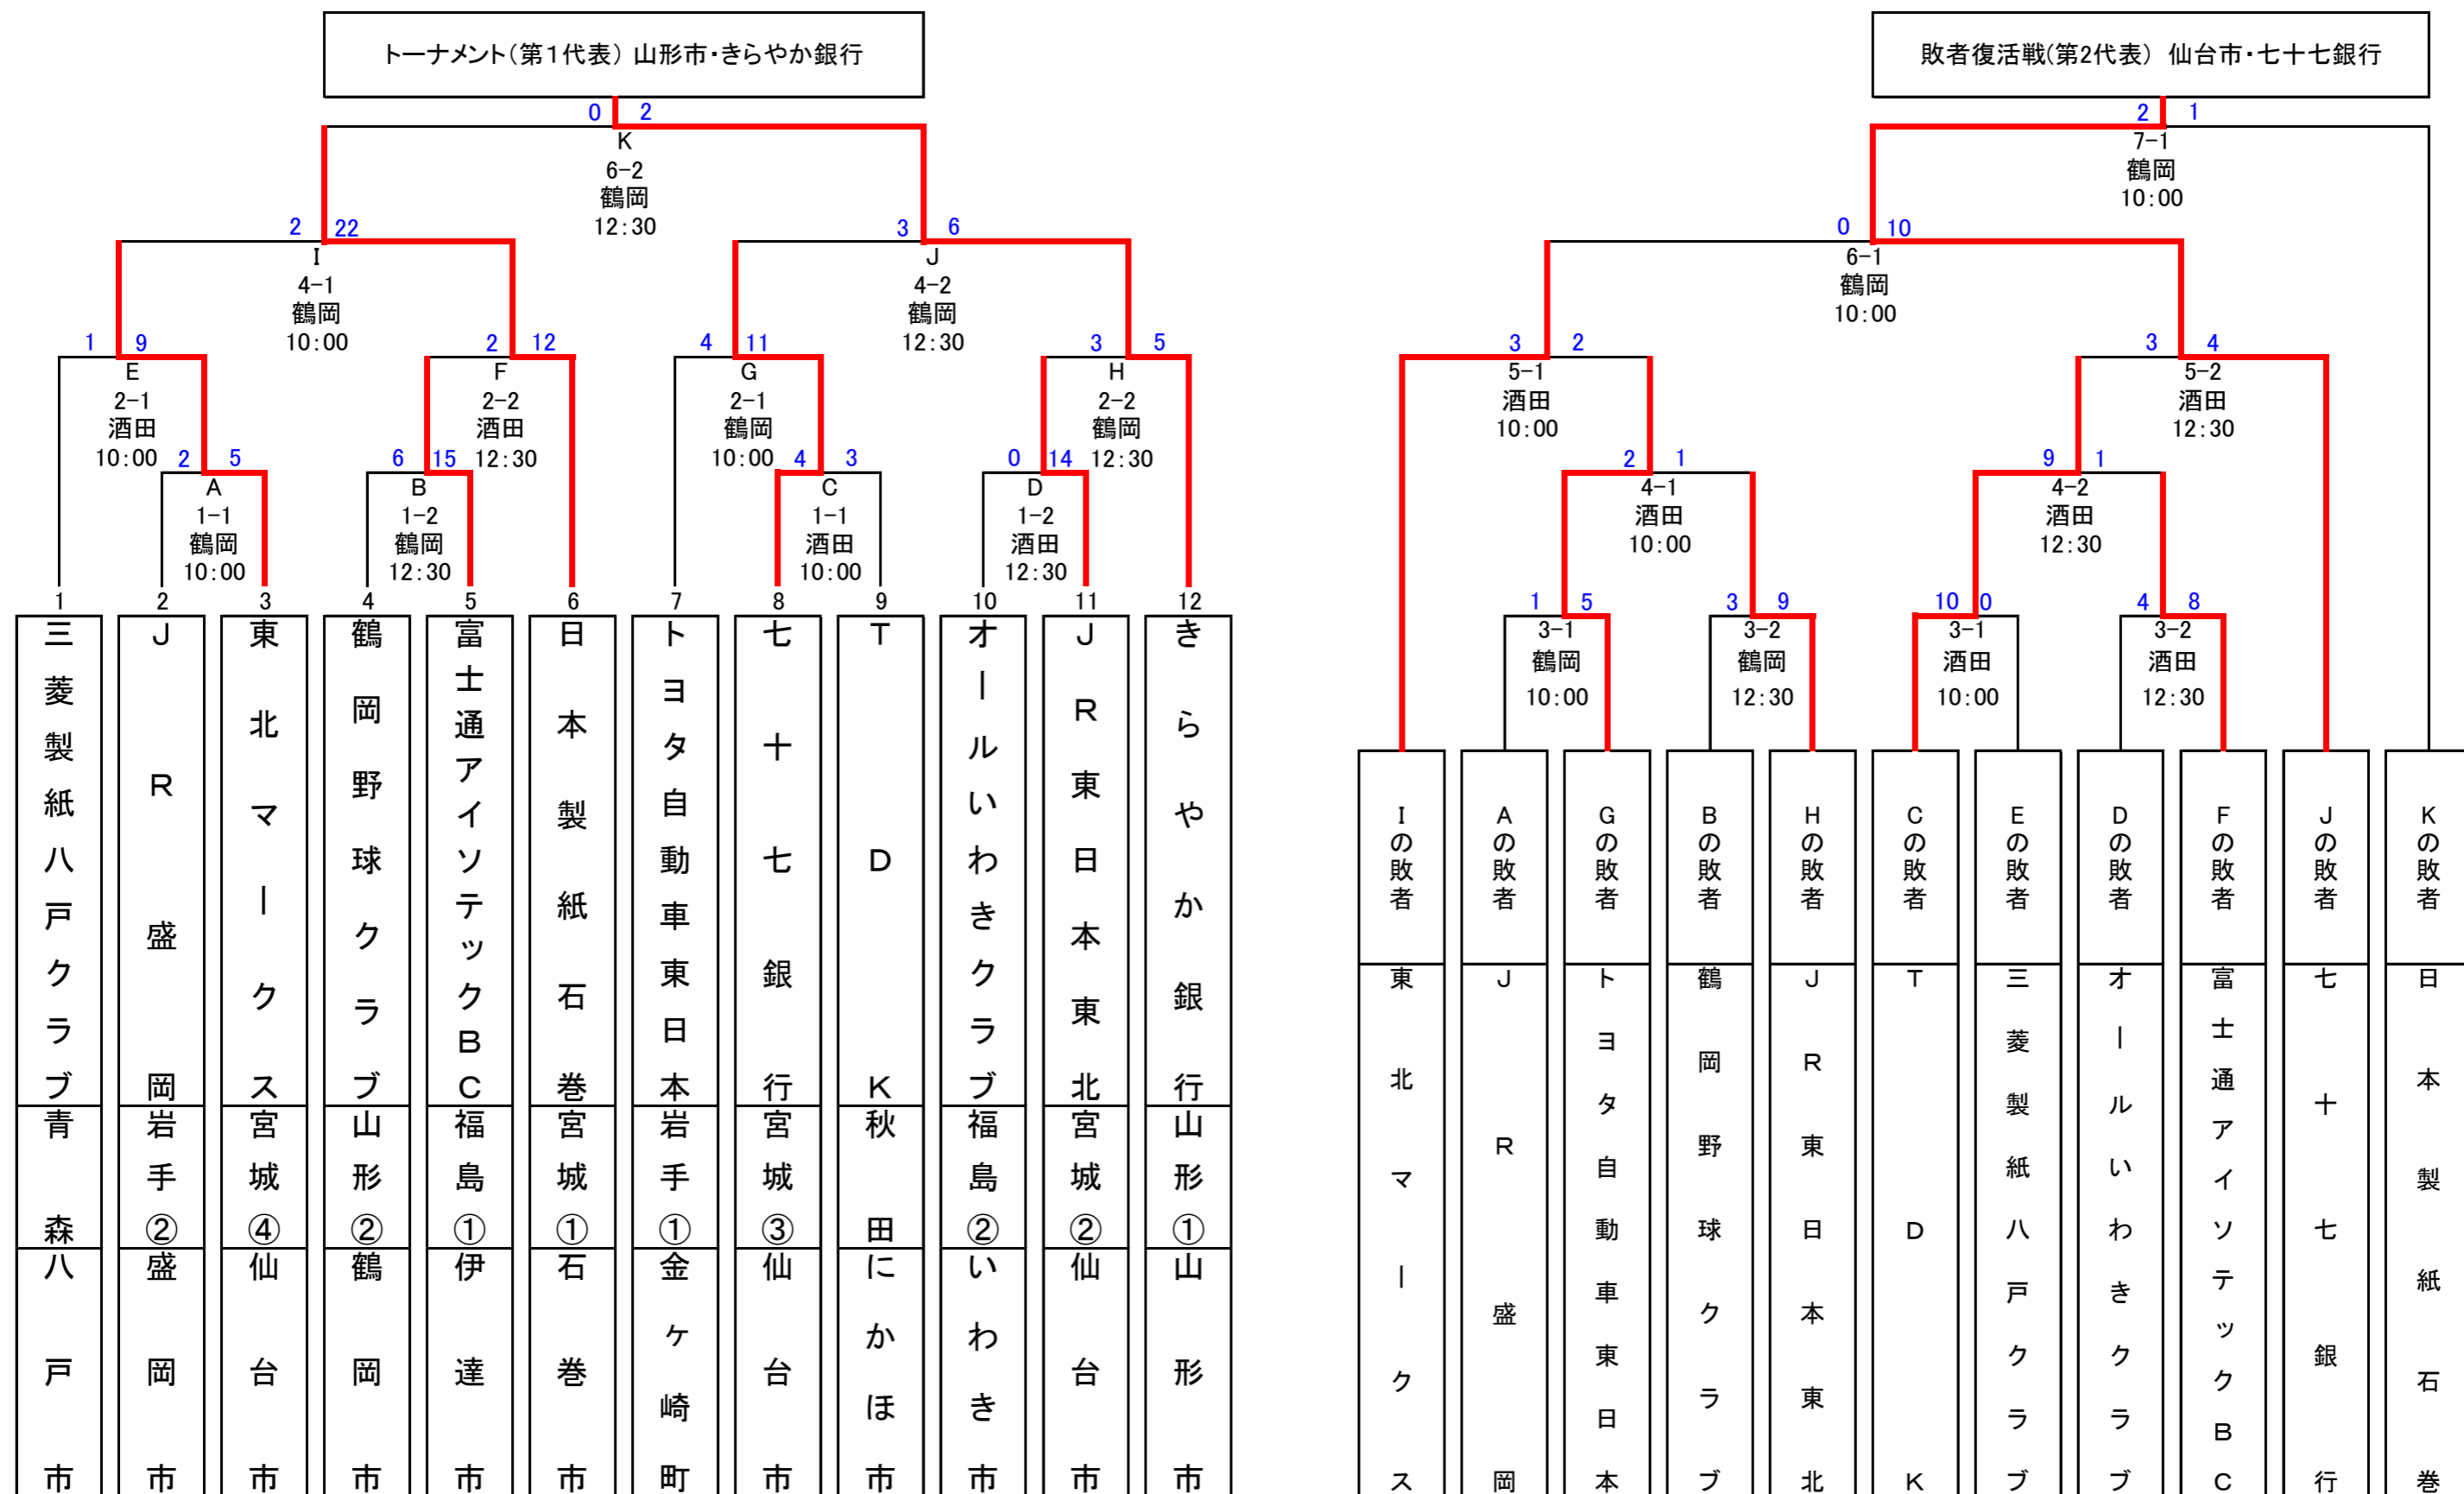 トーナメント(第１代表) 山形市・きらやか銀行
0 2
K
6-2
鶴岡
12:30
2 22
I
4-1
鶴岡
10:00
3 6
J
4-2
鶴岡
12:30
1 9
E
2-1
酒田
10:00
2 12
F
2-2
酒田
12:30
4 11
G
2-1
鶴岡
10:00
3 5
H
2-2
鶴岡
12:30
2 5
A
1-1
鶴岡
10:00
6 15
B
1-2
鶴岡
12:30
4 3
C
1-1
酒田
10:00
0 14
D
1-2
酒田
12:30
1 2 3 4 5 6 7 8 9 10 11 12
三菱製紙八戸クラブ
青森
八戸市
JR盛岡
岩手②
盛岡市
東北マークス
宮城④
仙台市
鶴岡野球クラブ
山形②
鶴岡市
富士通アイソテックBC
福島①
伊達市
日本製紙石巻
宮城①
石巻市
トヨタ自動車東日本
岩手①
金ヶ崎町
七十七銀行
宮城③
仙台市
TDK
秋田
にかほ市
オールいわきクラブ
福島②
いわき市
JR東日本東北
宮城②
仙台市
きらやか銀行
山形①
山形市
敗者復活戦(第2代表) 仙台市・七十七銀行
2 1
7-1
鶴岡
10:00
0 10
6-1
鶴岡
10:00
3 2
5-1
酒田
10:00
3 4
5-2
酒田
12:30
2 1
4-1
酒田
10:00
9 1
4-2
酒田
12:30
1 5
3-1
鶴岡
10:00
3 9
3-2
鶴岡
12:30
10 0
3-1
酒田
10:00
4 8
3-2
酒田
12:30
Iの敗者
東北マークス
Aの敗者
JR盛岡
Gの敗者
トヨタ自動車東日本
Bの敗者
鶴岡野球クラブ
Hの敗者
JR東日本東北
Cの敗者
TDK
Eの敗者
三菱製紙八戸クラブ
Dの敗者
オールいわきクラブ
Fの敗者
富士通アイソテックBC
Jの敗者
七十七銀行
Kの敗者
日本製紙石巻